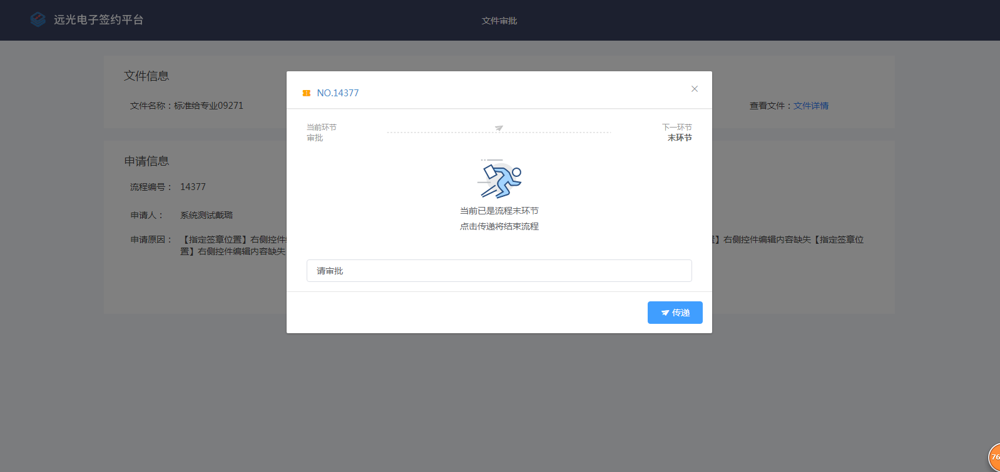 远光电子签约平台
文件审批
文件信息
文件名称：标准给专业09271
查看文件：文件详情
申请信息
流程编号： 14377
申请人： 系统测试戴璐
申请原因： 【指定签章位置】右侧控件编
】右侧控件编辑内容缺失【指定签章位
置】右侧控件编辑内容缺失
NO.14377
当前环节
审批
下一环节
末环节
当前已是流程末环节
点击传递将结束流程
请审批
传递
76